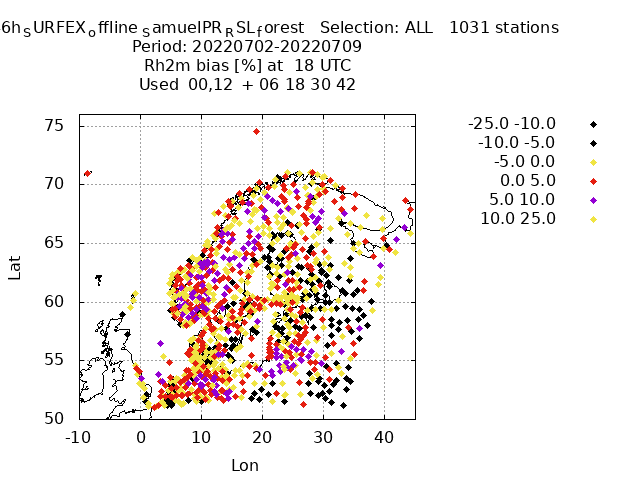 6h_SURFEX_offline_SamuelPR_RSL_forest   Selection: ALL   1031 stations
Period: 20220702-20220709
Rh2m bias [%] at  18 UTC
Used  00,12  + 06 18 30 42
-25.0 -10.0
-10.0 -5.0
-5.0 0.0
0.0 5.0
5.0 10.0
10.0 25.0
75
70
65
60
55
50
Lat
-10 0 10 20 30 40
Lon